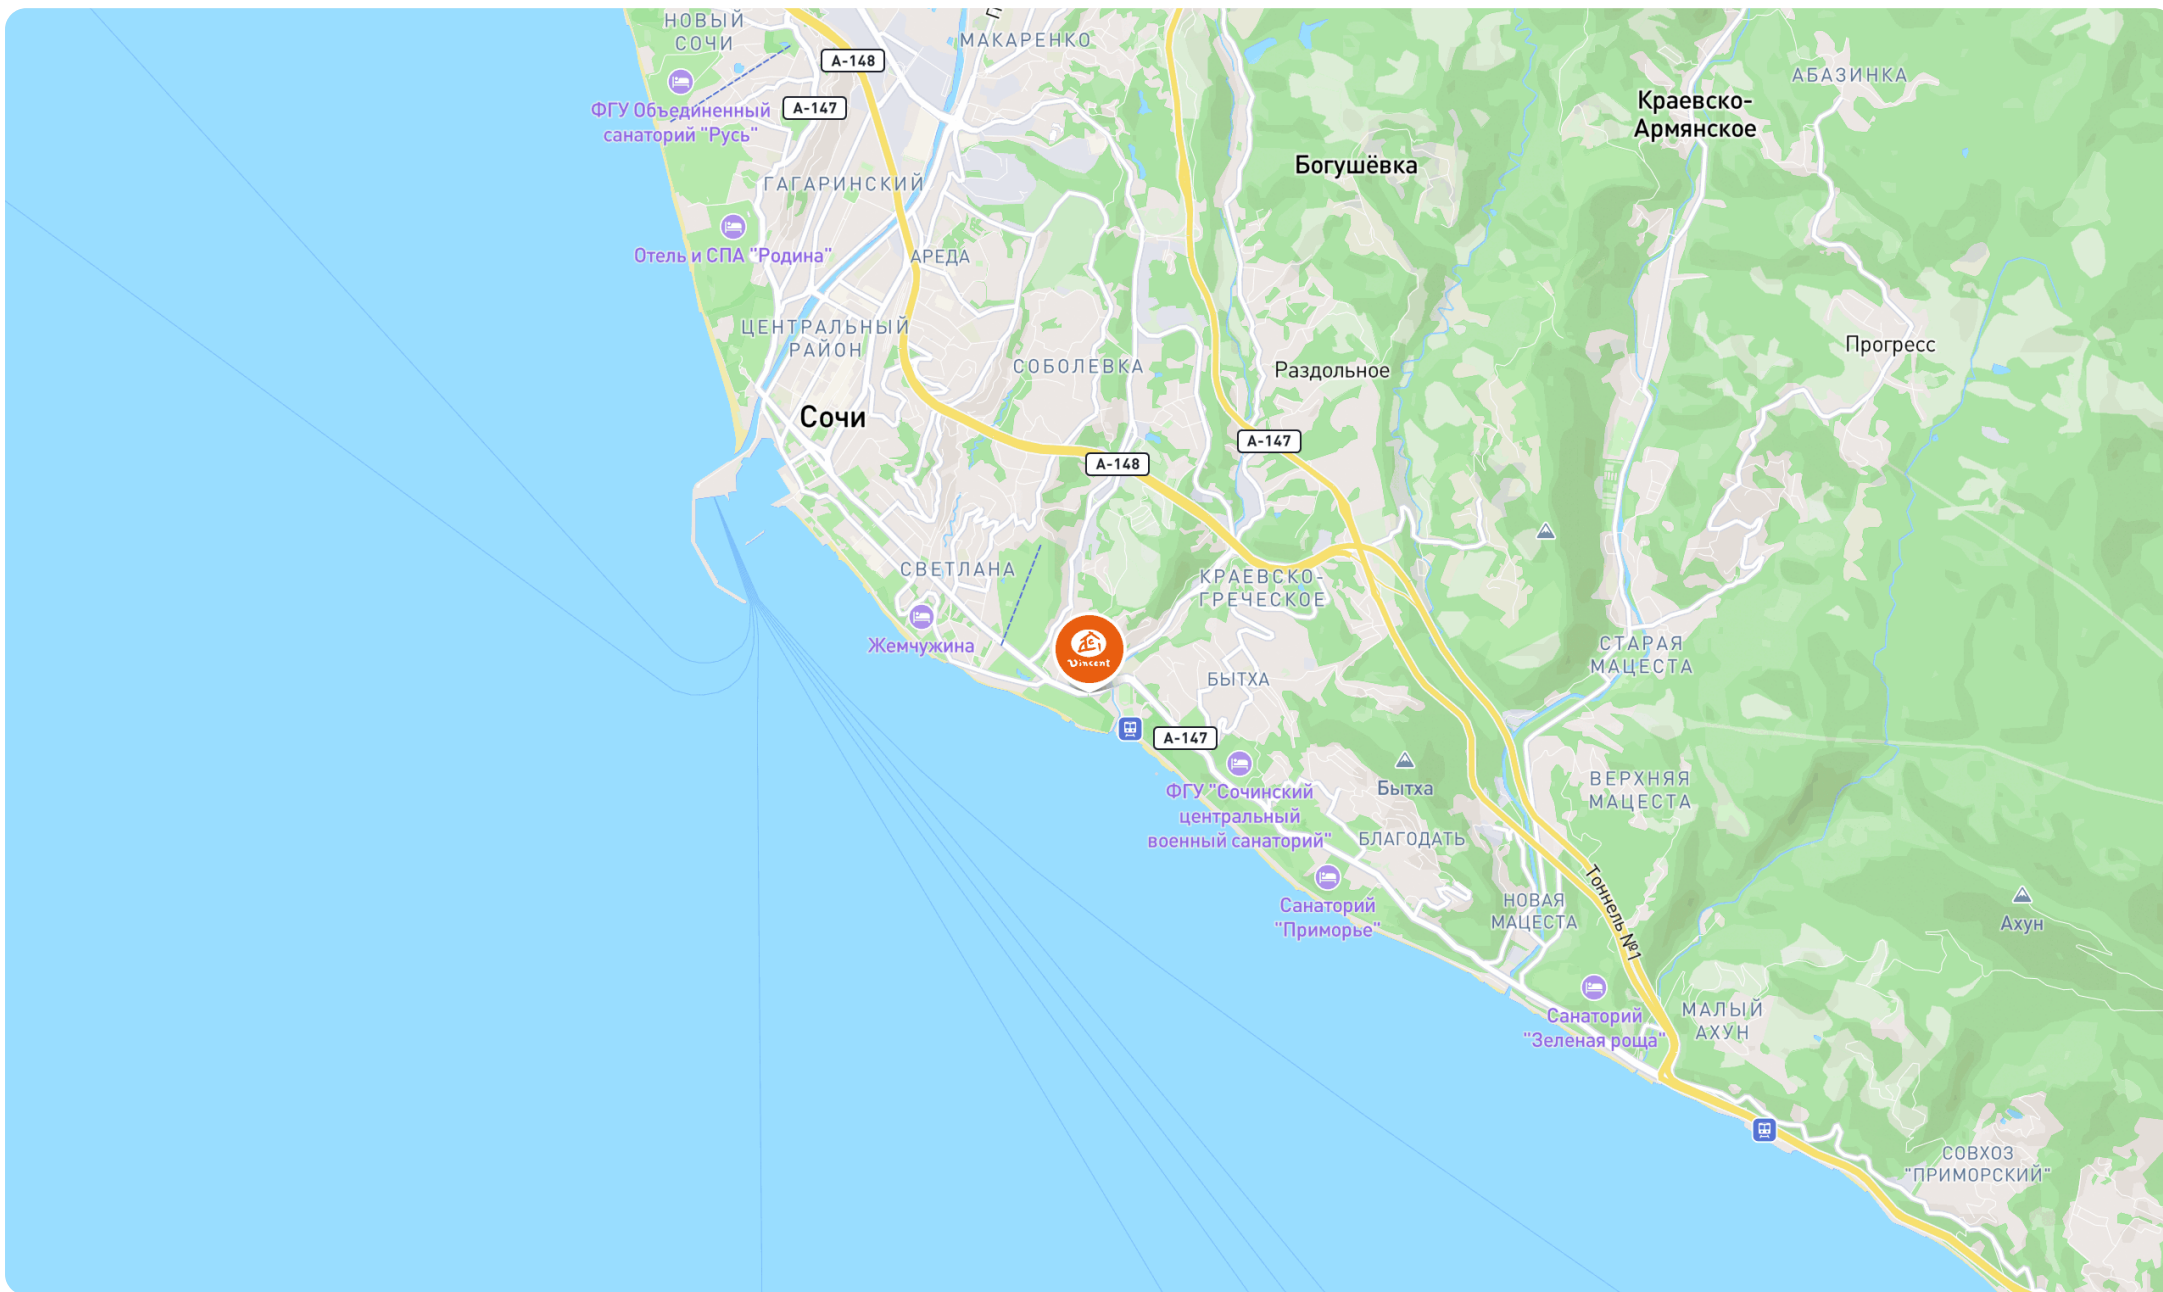 НОВЫЙ
СОЧИ
МАКАРЕНКО
А-148
А-147
АБАЗИНКА
ФГУ Объединенный
санаторий "Русь"
Краевско-
Армянское
Богушёвка
ГАГАРИНСКИЙ
Отель и СПА "Родина"
АРЕДА
ЦЕНТРАЛЬНЫЙ
РАЙОН
СОБОЛЕВКА
Раздольное
Прогресс
Сочи
А-147
А-148
СВЕТЛАНА
КРАЕВСКО-
ГРЕЧЕСКОЕ
Жемчужина
Vincent
БЫТХА
СТАРАЯ
МАЦЕСТА
А-147
ФГУ "Сочинский
центральный
военный санаторий"
Бытха
ВЕРХНЯЯ
МАЦЕСТА
БЛАГОДАТЬ
Санаторий
"Приморье"
НОВАЯ
МАЦЕСТА
Тоннель №1
Ахун
Санаторий
"Зеленая роща"
МАЛЫЙ
АХУН
СОВХОЗ
"ПРИМОРСКИЙ"